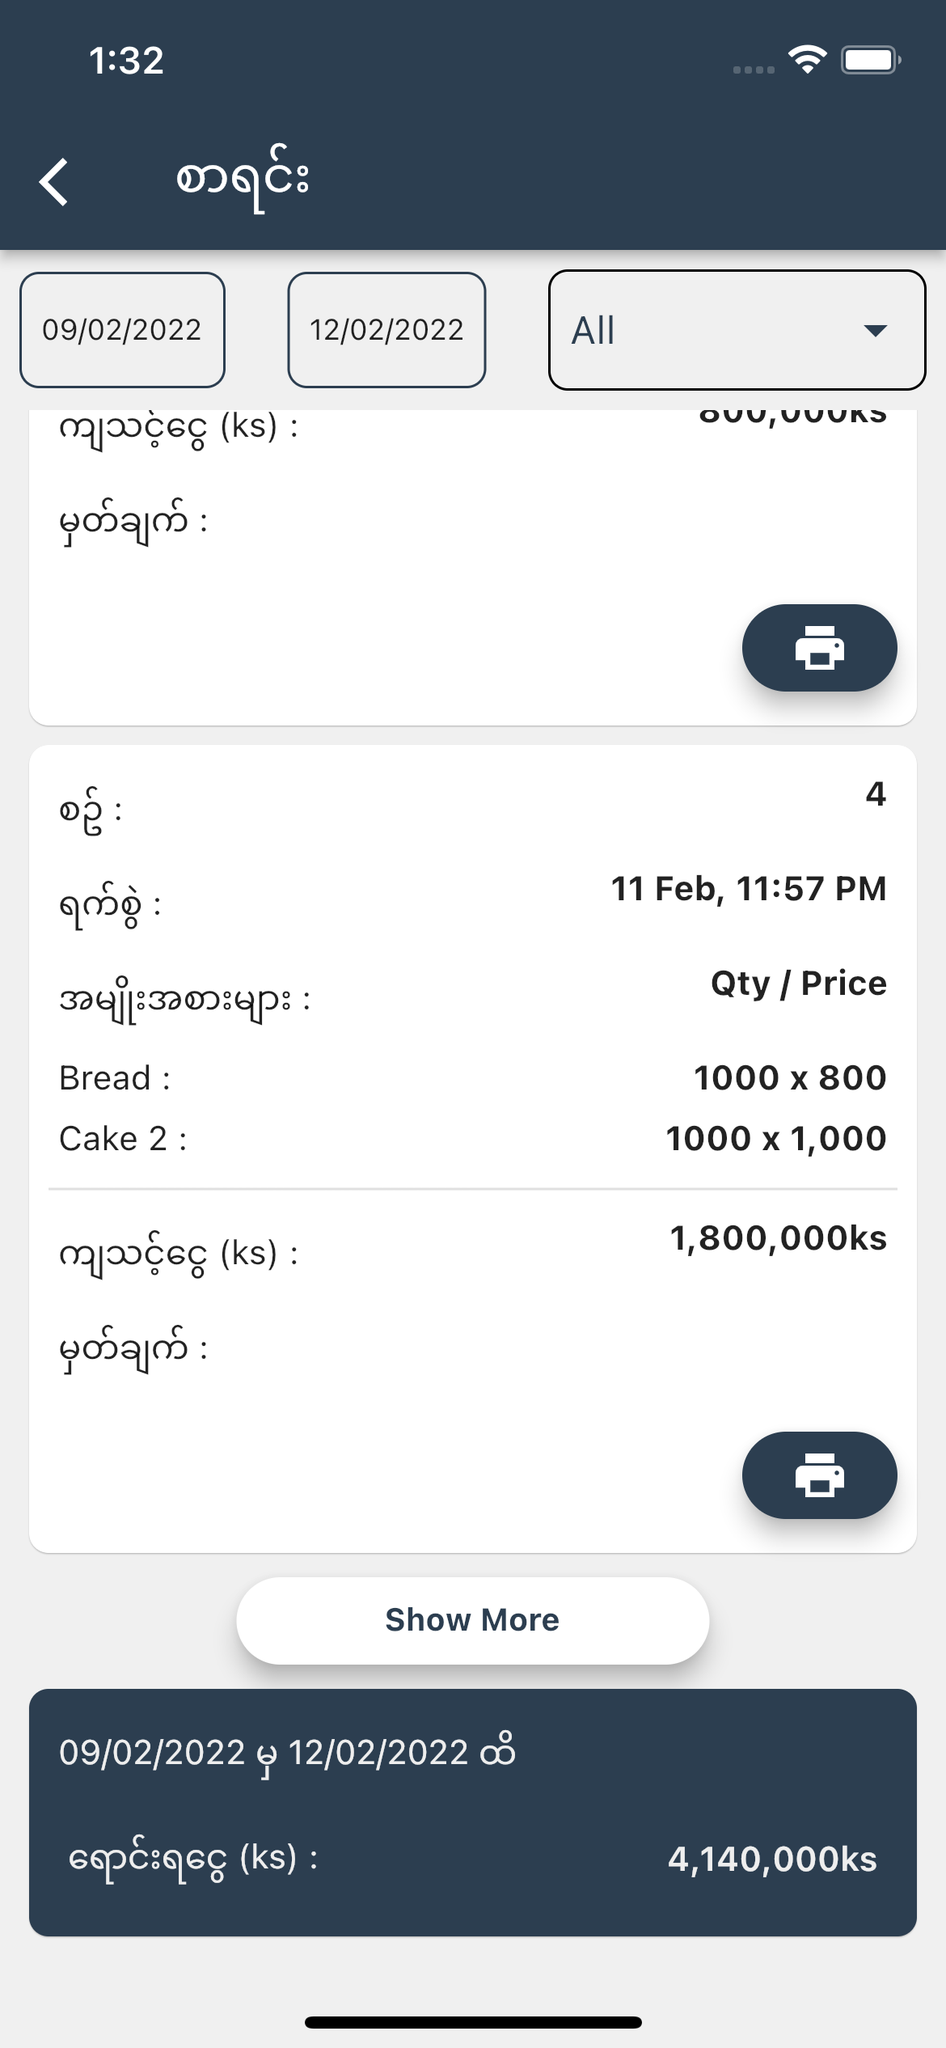 1:32
စာရင်း
09/02/2022 12/02/2022 All
ကျသင့်ငွေ (ks) : 800,000ks
မှတ်ချက် :
စဉ် : 4
ရက်စွဲ : 11 Feb, 11:57 PM
အမျိုးအစားများ : Qty / Price
Bread : 1000 x 800
Cake 2 : 1000 x 1,000
ကျသင့်ငွေ (ks) : 1,800,000ks
မှတ်ချက် :
Show More
09/02/2022 မှ 12/02/2022 ထိ
ရောင်းရငွေ (ks) : 4,140,000ks